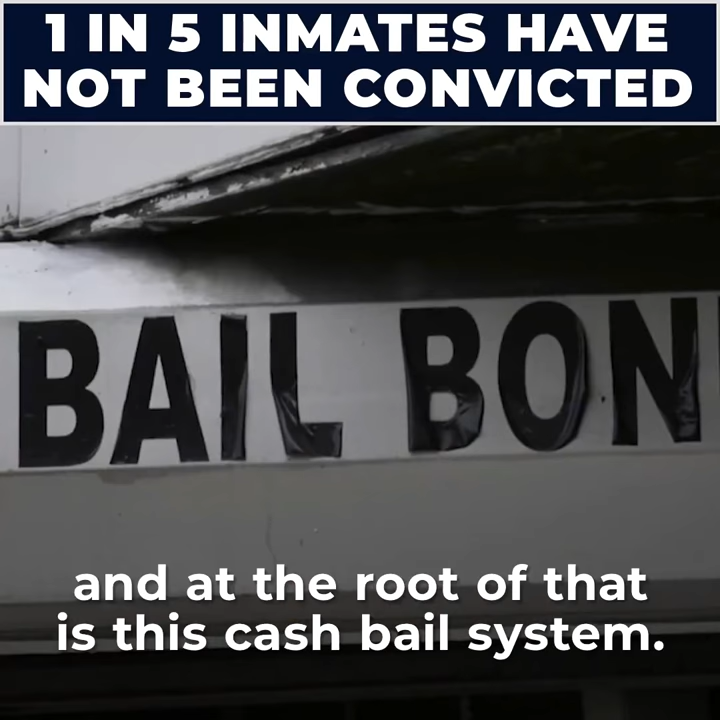 1 IN 5 INMATES HAVE
NOT BEEN CONVICTED
BAIL BON
and at the root of that
is this cash bail system.